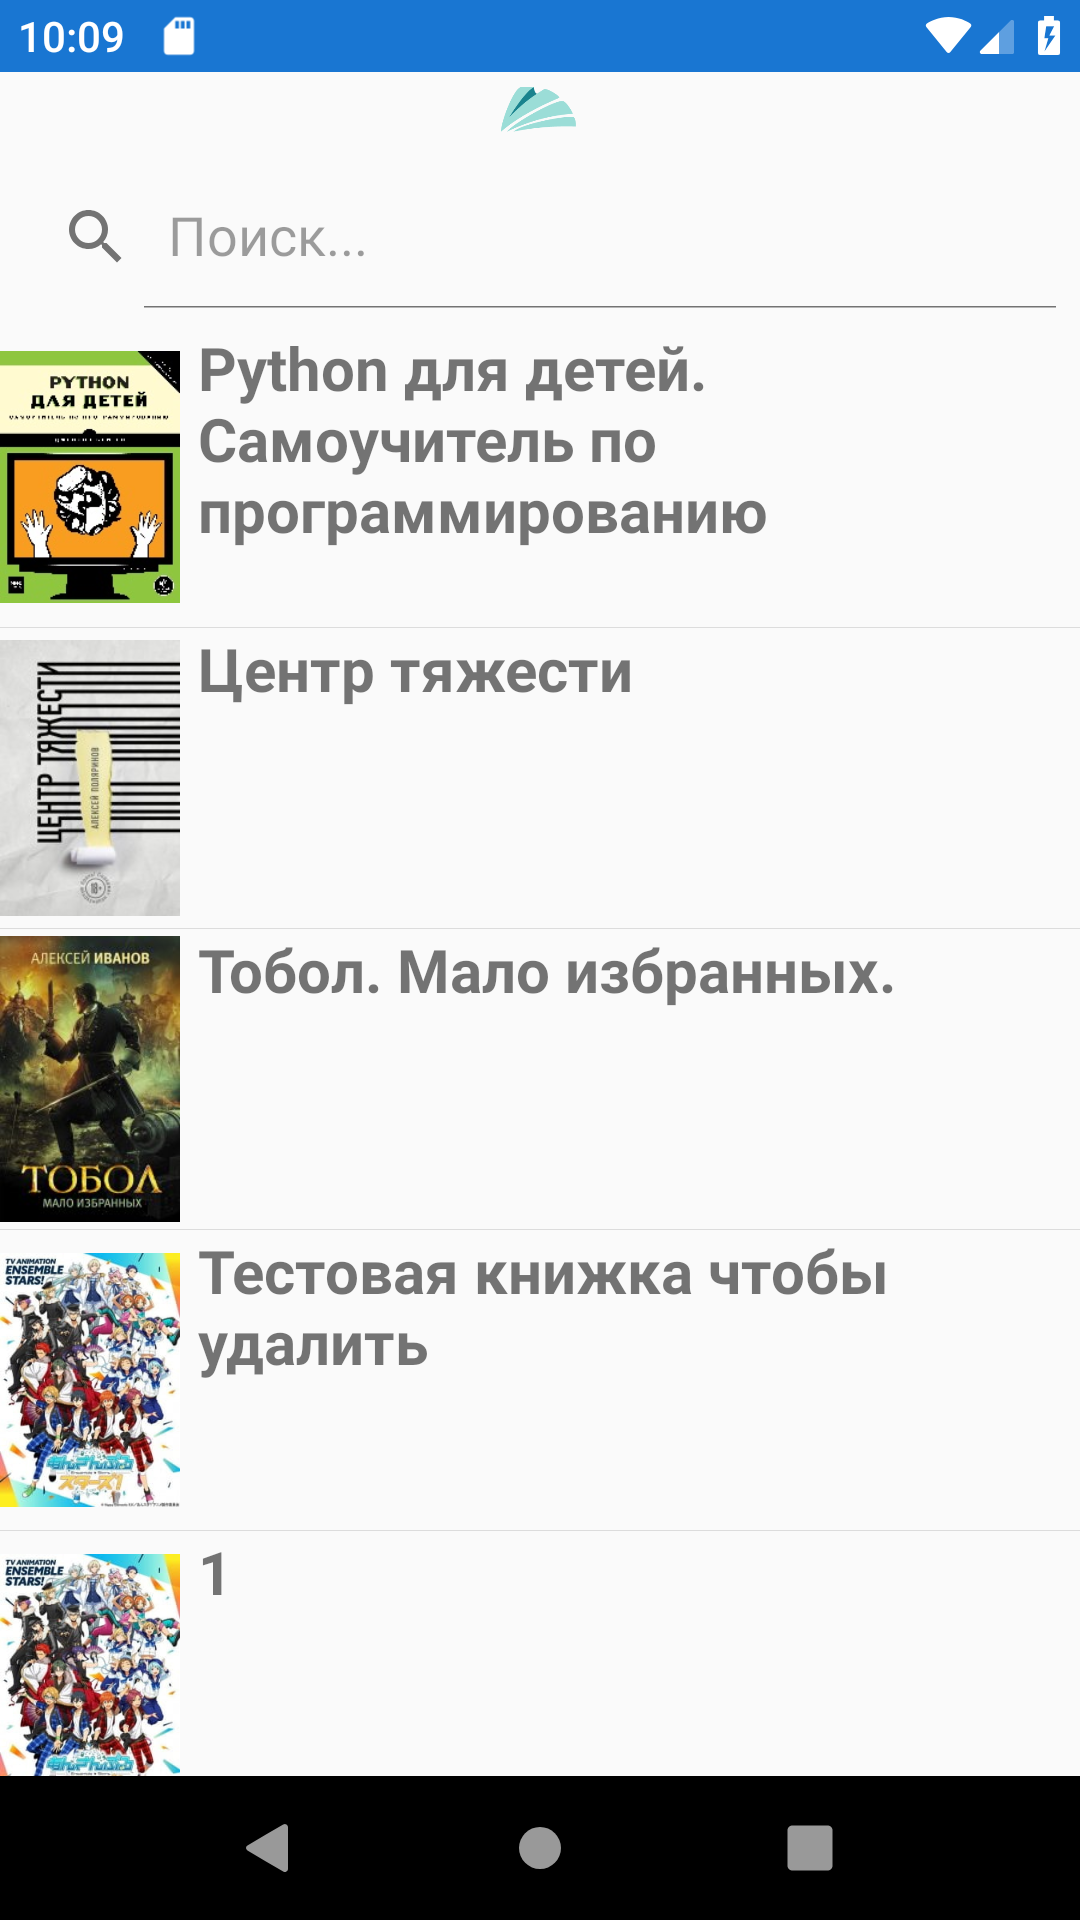 10:09
Поиск...
PYTHON
ДЛЯ ДЕТЕЙ
Python для детей.
Самоучитель по
программированию
ЦЕНТР ТЯЖЕСТИ
АЛЕКСЕЙ ПОЛЯРИНОВ
18+
Центр тяжести
АЛЕКСЕЙ ИВАНОВ
ТОБОЛ
МАЛО ИЗБРАННЫХ
Тобол. Мало избранных.
TV ANIMATION
ENSEMBLE
STARS!
Тестовая книжка чтобы
удалить
TV ANIMATION
ENSEMBLE
STARS!
1